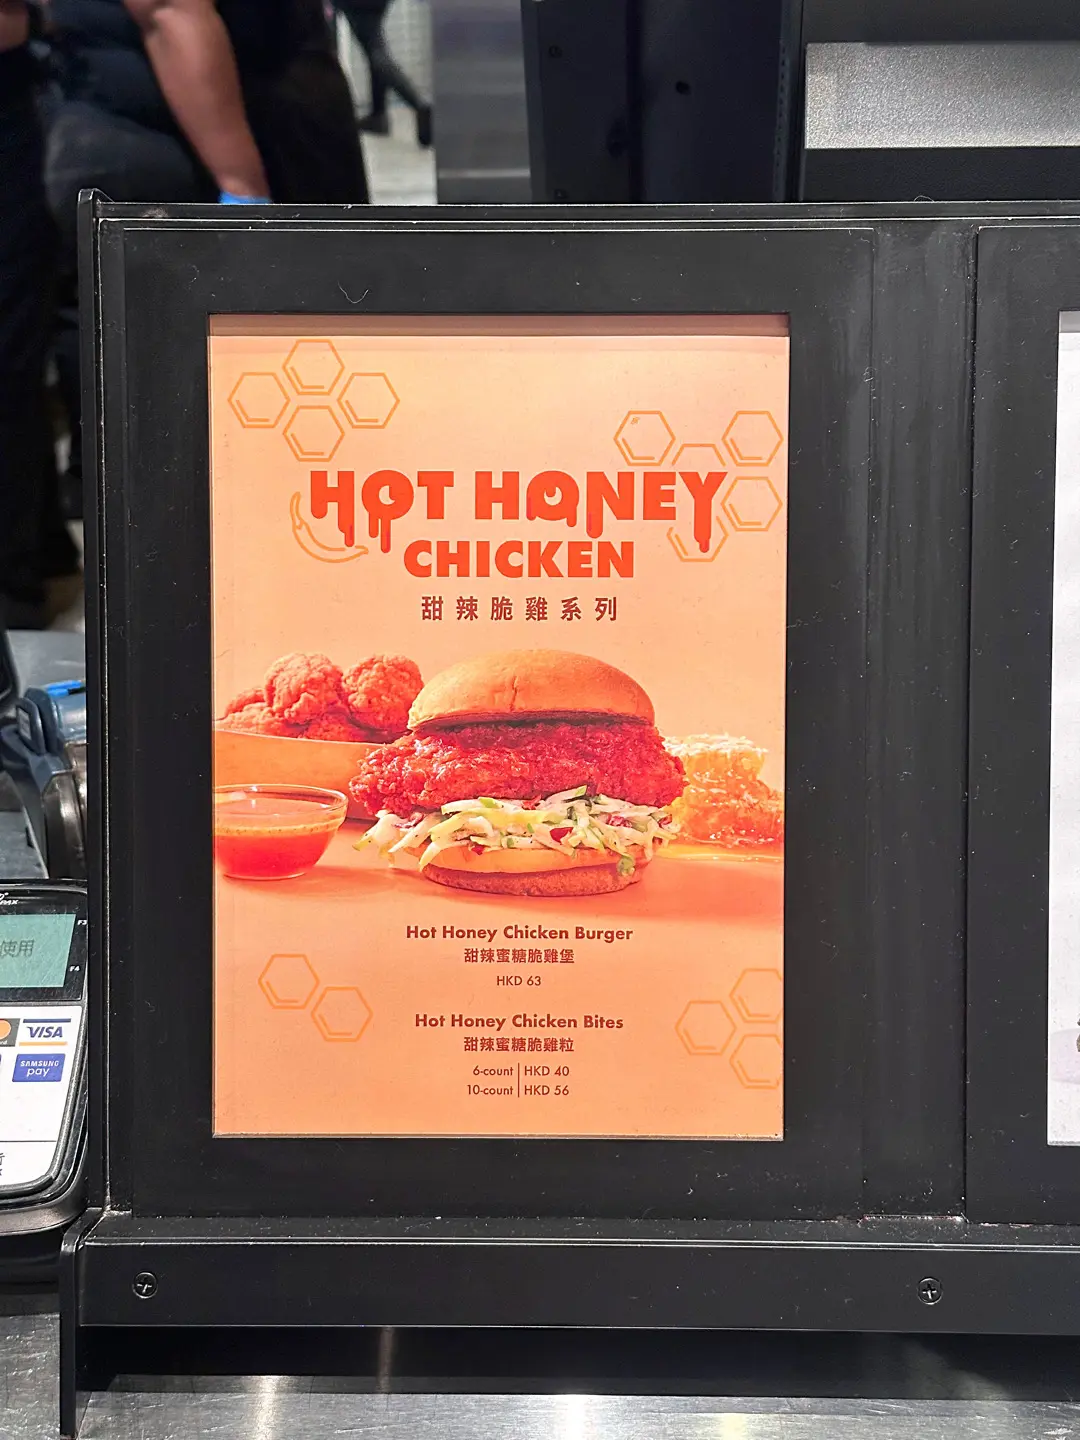 HOT HONEY
CHICKEN
甜辣脆雞系列
Hot Honey Chicken Burger
甜辣蜜糖脆雞堡
HKD 63
Hot Honey Chicken Bites
甜辣蜜糖脆雞粒
6-count | HKD 40
10-count | HKD 56
F3
使用
F4
VISA
SAMSUNG
pay